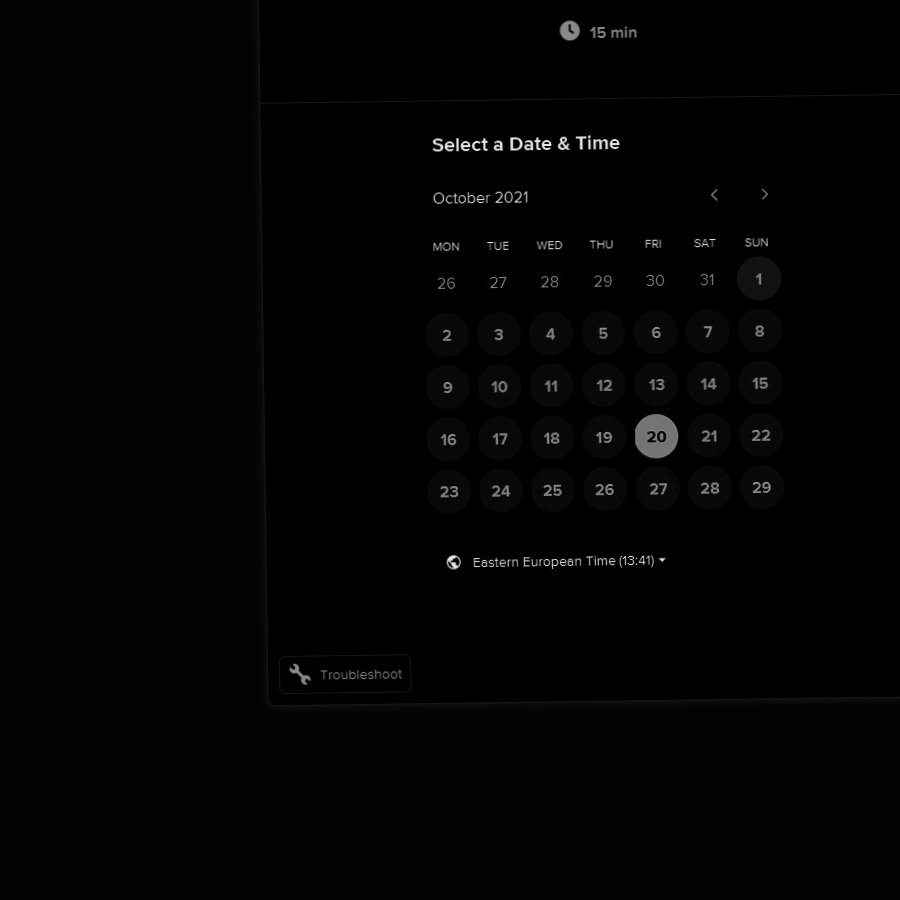 15 min
Select a Date & Time
October 2021
MON TUE WED THU FRI SAT SUN
26 27 28 29 30 31 1
2 3 4 5 6 7 8
9 10 11 12 13 14 15
16 17 18 19 20 21 22
23 24 25 26 27 28 29
Eastern European Time (13:41)
Troubleshoot